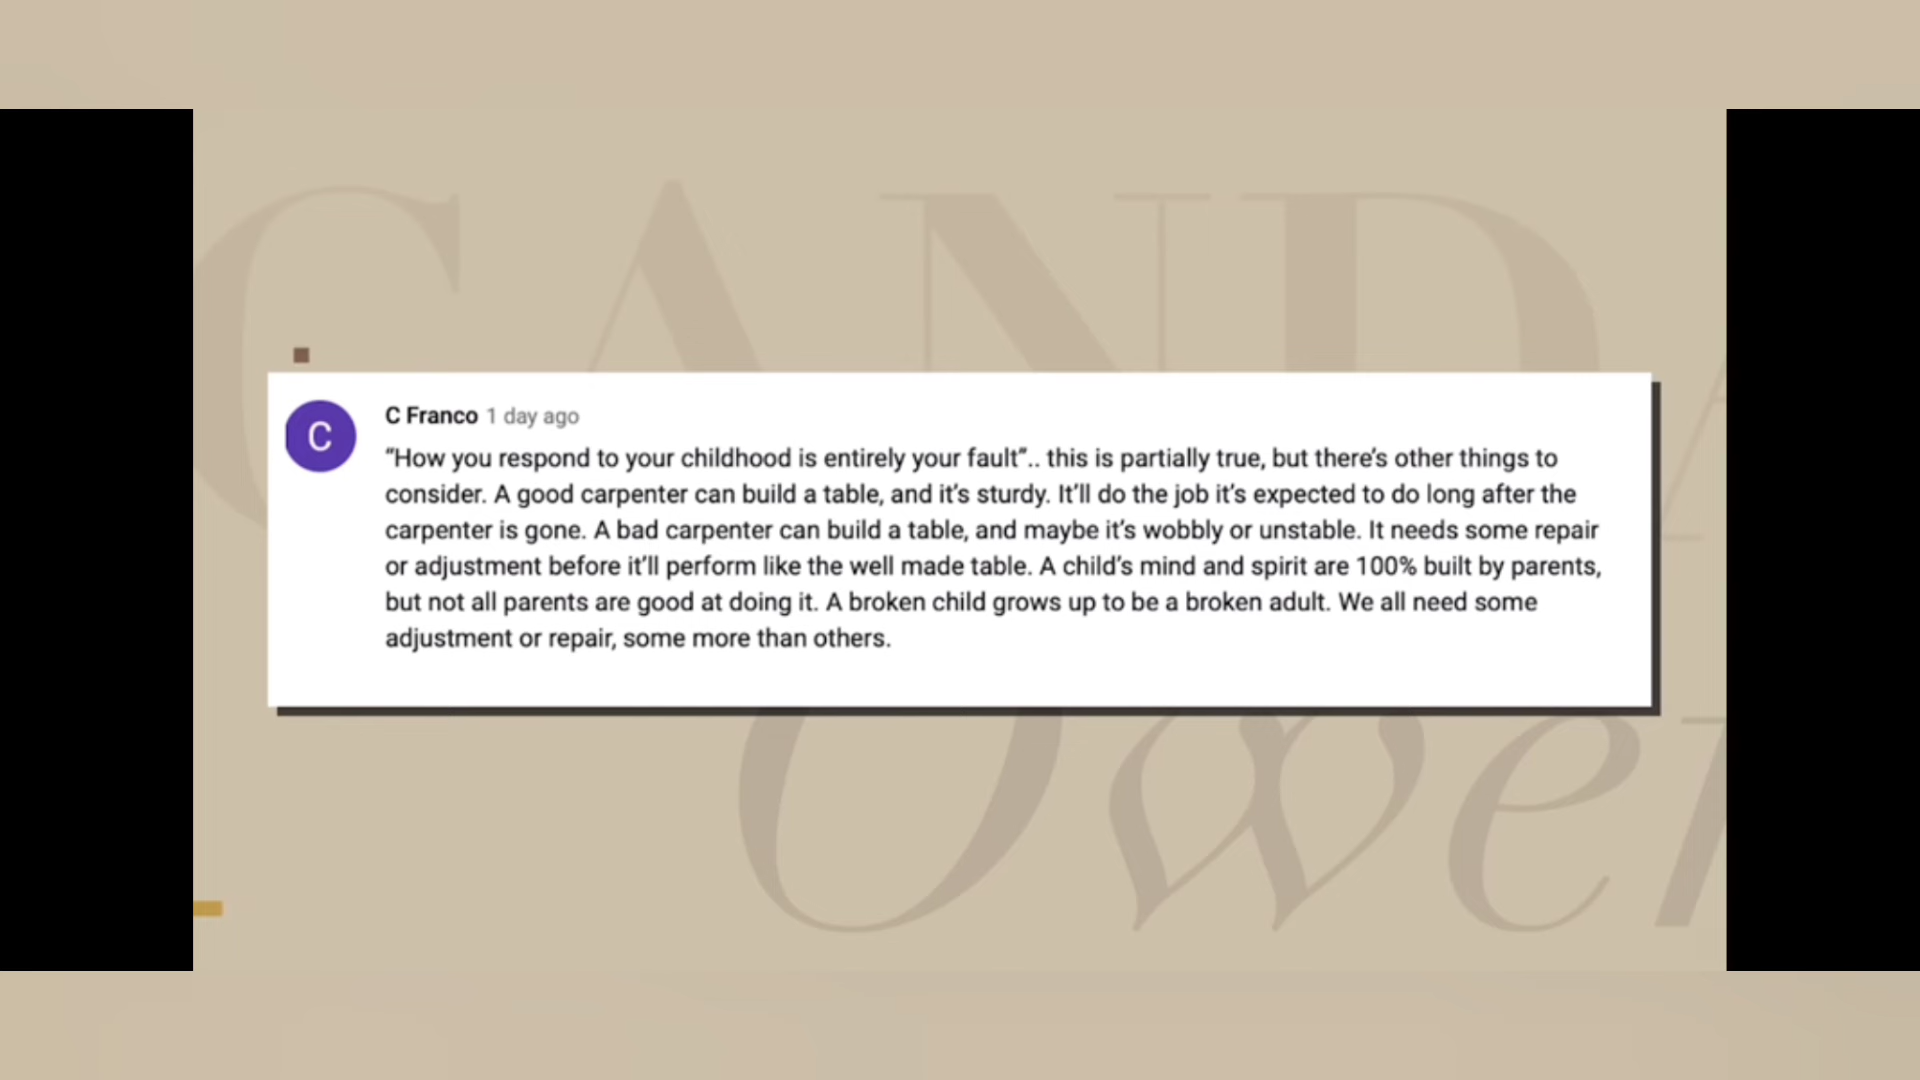 CANDA
C
C Franco 1 day ago
“How you respond to your childhood is entirely your fault”.. this is partially true, but there’s other things to
consider. A good carpenter can build a table, and it’s sturdy. It’ll do the job it’s expected to do long after the
carpenter is gone. A bad carpenter can build a table, and maybe it’s wobbly or unstable. It needs some repair
or adjustment before it’ll perform like the well made table. A child’s mind and spirit are 100% built by parents,
but not all parents are good at doing it. A broken child grows up to be a broken adult. We all need some
adjustment or repair, some more than others.
Owe